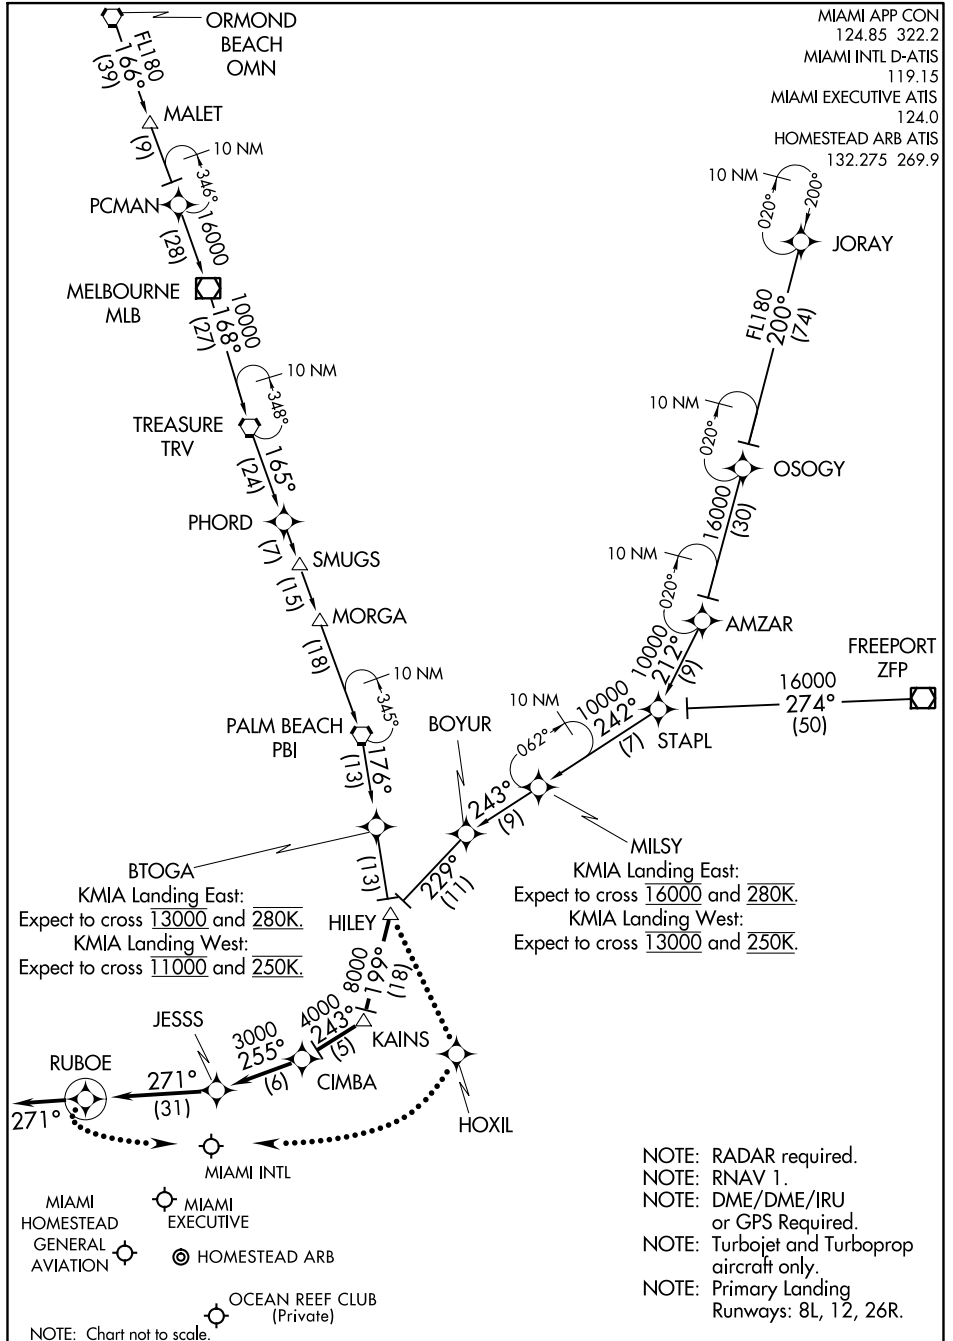 ORMOND
BEACH
OMN
MIAMI APP CON
124.85 322.2
MIAMI INTL D-ATIS
119.15
MIAMI EXECUTIVE ATIS
124.0
HOMESTEAD ARB ATIS
132.275 269.9
FL180
166°
(39)
MALET
(9)
10 NM
346°
PCMAN
16000
(28)
MELBOURNE
MLB
10000
168°
(27)
10 NM
348°
TREASURE
TRV
165°
(24)
PHORD
(7)
SMUGS
(15)
MORGA
(18)
10 NM
345°
PALM BEACH
PBI
176°
(13)
10 NM
020°
200°
JORAY
FL180
200°
(74)
10 NM
020°
OSOGY
16000
(30)
10 NM
020°
AMZAR
10000
212°
(9)
FREEPORT
ZFP
16000
274°
(50)
STAPL
10000
242°
(7)
10 NM
062°
BOYUR
243°
(9)
MILSY
KMIA Landing East:
Expect to cross 16000 and 280K.
KMIA Landing West:
Expect to cross 13000 and 250K.
229°
(11)
BTOGA
KMIA Landing East:
Expect to cross 13000 and 280K.
KMIA Landing West:
Expect to cross 11000 and 250K.
(13)
HILEY
8000
199°
(18)
KAINS
4000
243°
(5)
CIMBA
3000
255°
(6)
JESSS
271°
(31)
RUBOE
271°
HOXIL
MIAMI INTL
MIAMI
EXECUTIVE
MIAMI
HOMESTEAD
GENERAL
AVIATION
HOMESTEAD ARB
OCEAN REEF CLUB
(Private)
NOTE: Chart not to scale.
NOTE: RADAR required.
NOTE: RNAV 1.
NOTE: DME/DME/IRU
or GPS Required.
NOTE: Turbojet and Turboprop
aircraft only.
NOTE: Primary Landing
Runways: 8L, 12, 26R.